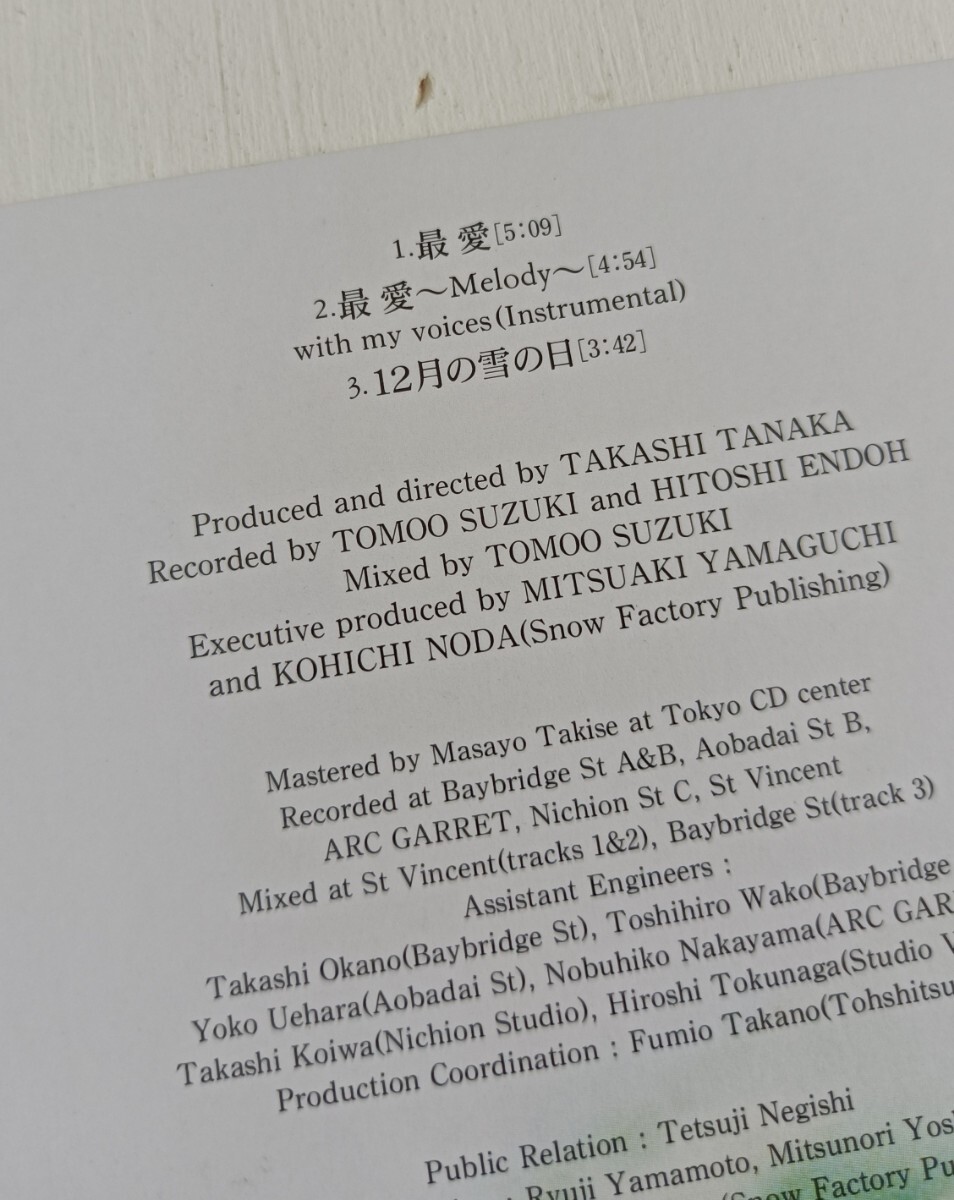 1.最 愛[5:09]
2.最 愛〜Melody〜[4:54]
with my voices(Instrumental)
3.12月の雪の日[3:42]
Produced and directed by TAKASHI TANAKA
Recorded by TOMOO SUZUKI and HITOSHI ENDOH
Mixed by TOMOO SUZUKI
Executive produced by MITSUAKI YAMAGUCHI
and KOHICHI NODA(Snow Factory Publishing)
Mastered by Masayo Takise at Tokyo CD center
Recorded at Baybridge St A&B, Aobadai St B,
ARC GARRET, Nichion St C, St Vincent
Mixed at St Vincent(tracks 1&2), Baybridge St(track 3)
Assistant Engineers :
Takashi Okano(Baybridge St), Toshihiro Wako(Baybridge
Yoko Uehara(Aobadai St), Nobuhiko Nakayama(ARC GAR
Takashi Koiwa(Nichion Studio), Hiroshi Tokunaga(Studio V
Production Coordination : Fumio Takano(Tohshitsu
Public Relation : Tetsuji Negishi
Ryuji Yamamoto, Mitsunori Yos
(Snow Factory Pu